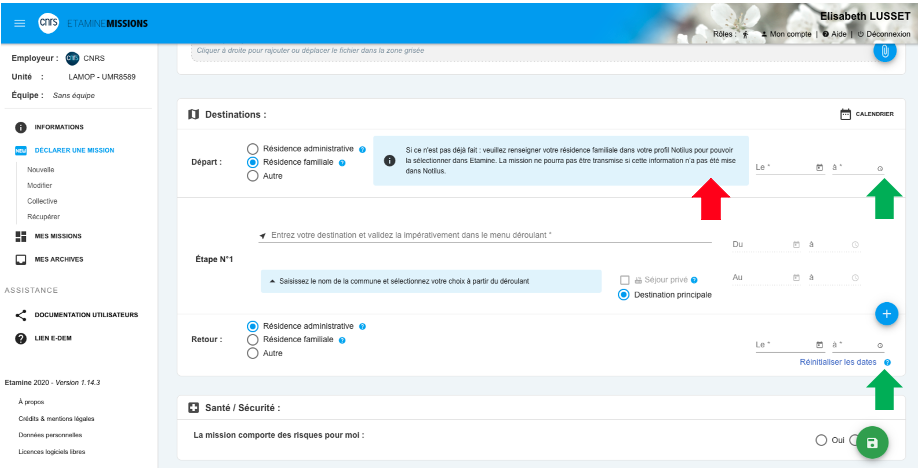 cnrs ETAMINE MISSIONS
Elisabeth LUSSET
Rôles : Mon compte | Aide | Déconnexion
Employeur : cnrs CNRS
Unité : LAMOP - UMR8589
Équipe : Sans équipe
INFORMATIONS
NEW DÉCLARER UNE MISSION
Nouvelle
Modifier
Collective
Récupérer
MES MISSIONS
MES ARCHIVES
ASSISTANCE
DOCUMENTATION UTILISATEURS
LIEN E-DEM
Etamine 2020 - Version 1.14.3
À propos
Crédits & mentions légales
Données personnelles
Licences logiciels libres
Cliquer à droite pour rajouter ou déplacer le fichier dans la zone grisée
Destinations :
CALENDRIER
Départ :
Résidence administrative
Résidence familiale
Autre
Si ce n'est pas déjà fait : veuillez renseigner votre résidence familiale dans votre profil Notilus pour pouvoir
la sélectionner dans Etamine. La mission ne pourra pas être transmise si cette information n'a pas été mise
dans Notilus.
Le * à *
Étape N°1
Entrez votre destination et validez la impérativement dans le menu déroulant *
Du à
Saisissez le nom de la commune et sélectionnez votre choix à partir du déroulant
Séjour privé
Destination principale
Au à
Retour :
Résidence administrative
Résidence familiale
Autre
Le * à *
Réinitialiser les dates
Santé / Sécurité :
La mission comporte des risques pour moi :
Oui